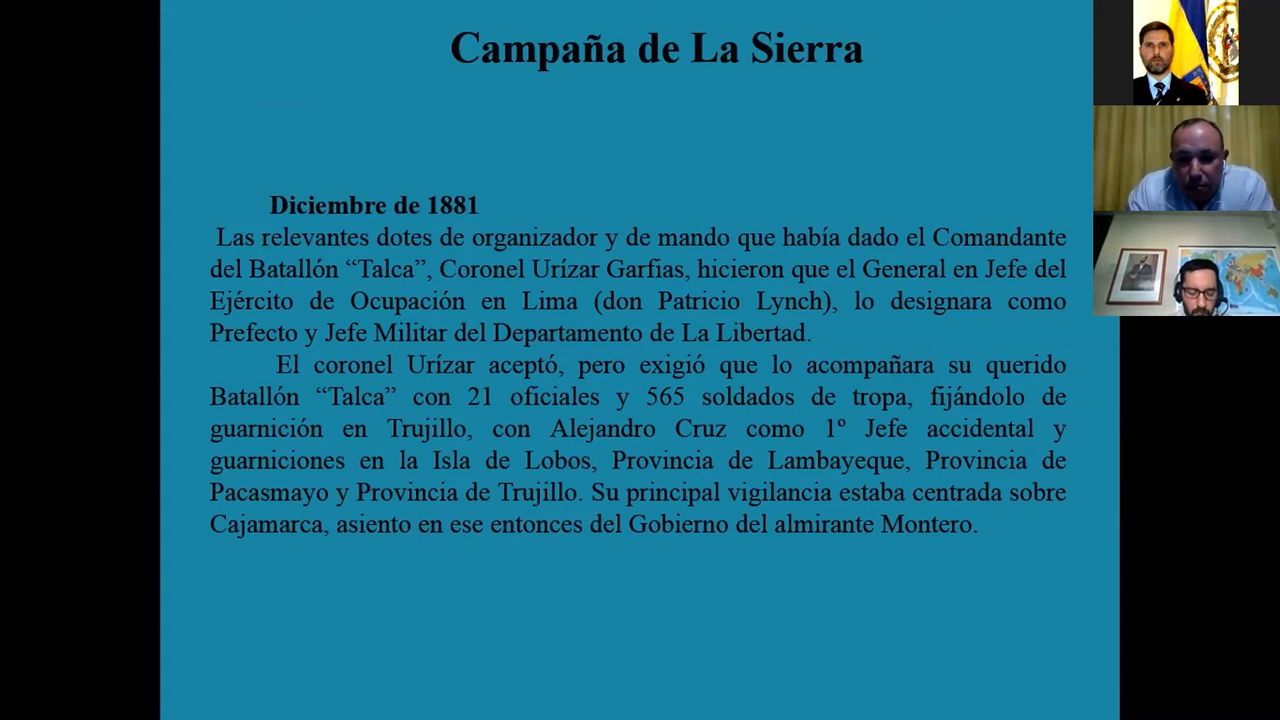 Campaña de La Sierra
Diciembre de 1881
Las relevantes dotes de organizador y de mando que había dado el Comandante
del Batallón “Talca”, Coronel Urízar Garfias, hicieron que el General en Jefe del
Ejército de Ocupación en Lima (don Patricio Lynch), lo designara como
Prefecto y Jefe Militar del Departamento de La Libertad.
El coronel Urízar aceptó, pero exigió que lo acompañara su querido
Batallón “Talca” con 21 oficiales y 565 soldados de tropa, fijándolo de
guarnición en Trujillo, con Alejandro Cruz como 1º Jefe accidental y
guarniciones en la Isla de Lobos, Provincia de Lambayeque, Provincia de
Pacasmayo y Provincia de Trujillo. Su principal vigilancia estaba centrada sobre
Cajamarca, asiento en ese entonces del Gobierno del almirante Montero.